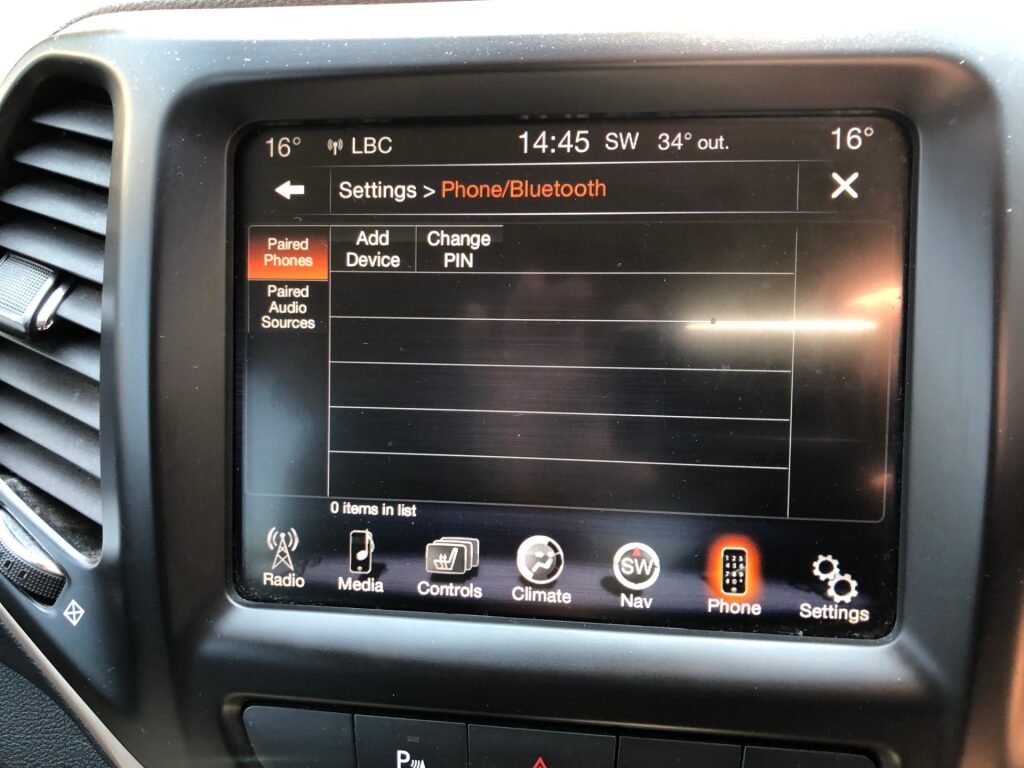 16° LBC 14:45 SW 34° out. 16°
Settings > Phone/Bluetooth
Paired
Phones
Add
Device
Change
PIN
Paired
Audio
Sources
0 items in list
Radio
Media
Controls
Climate
SW
Nav
Phone
Settings
P